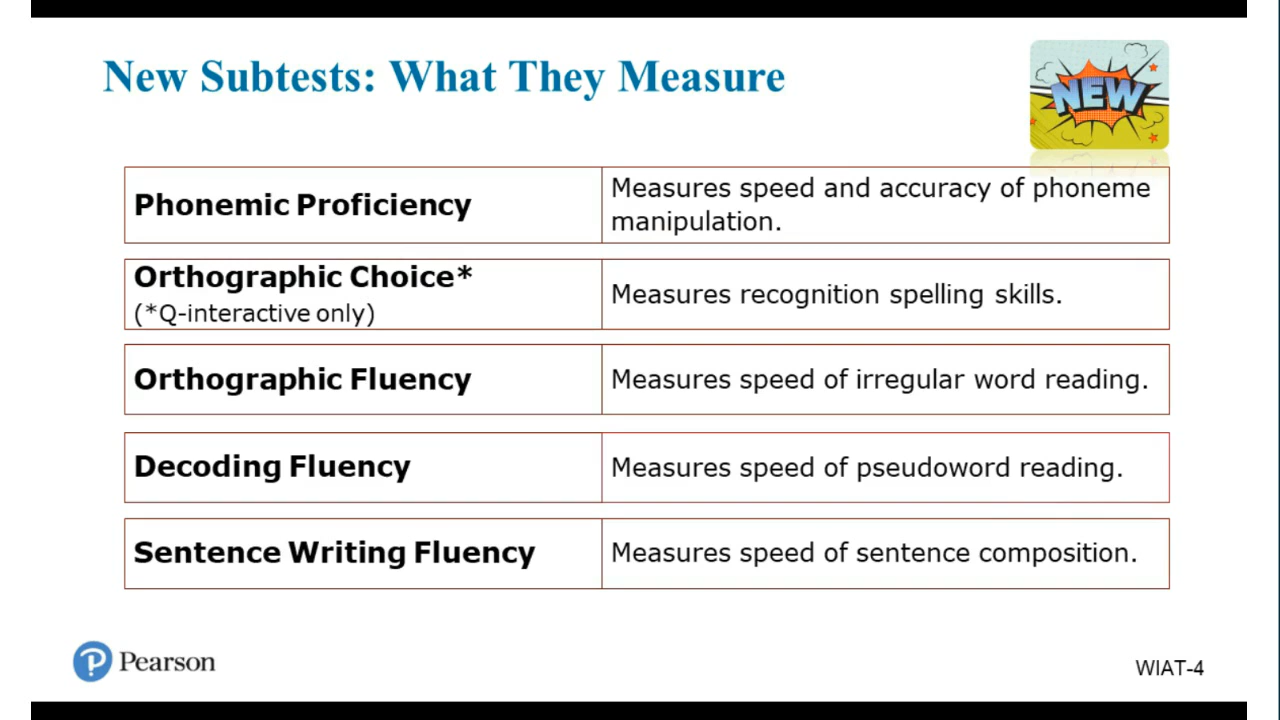 New Subtests: What They Measure
NEW
Phonemic Proficiency
Measures speed and accuracy of phoneme
manipulation.
Orthographic Choice*
(*Q-interactive only)
Measures recognition spelling skills.
Orthographic Fluency
Measures speed of irregular word reading.
Decoding Fluency
Measures speed of pseudoword reading.
Sentence Writing Fluency
Measures speed of sentence composition.
Pearson
WIAT-4